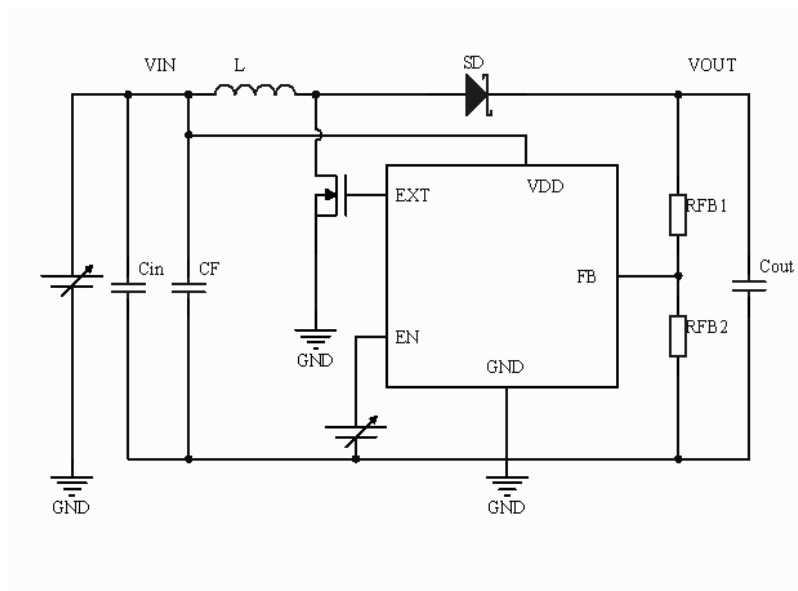 VIN
L
SD
VOUT
EXT
VDD
RFB1
Cin
CF
FB
Cout
RFB2
EN
GND
GND
GND
GND